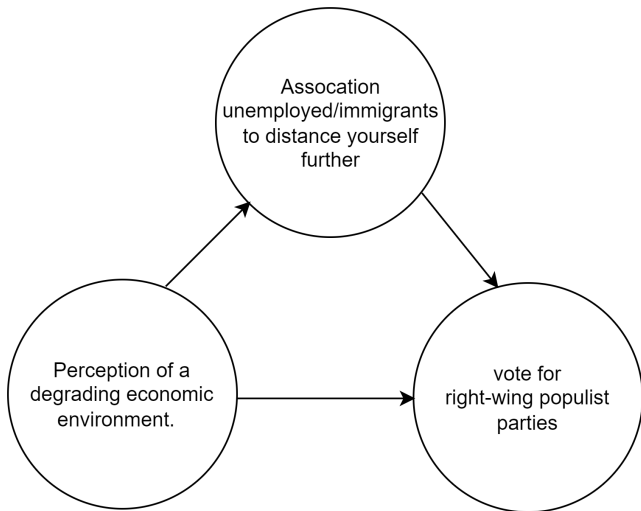 Assocation
unemployed/immigrants
to distance yourself
further
Perception of a
degrading economic
environment.
vote for
right-wing populist
parties